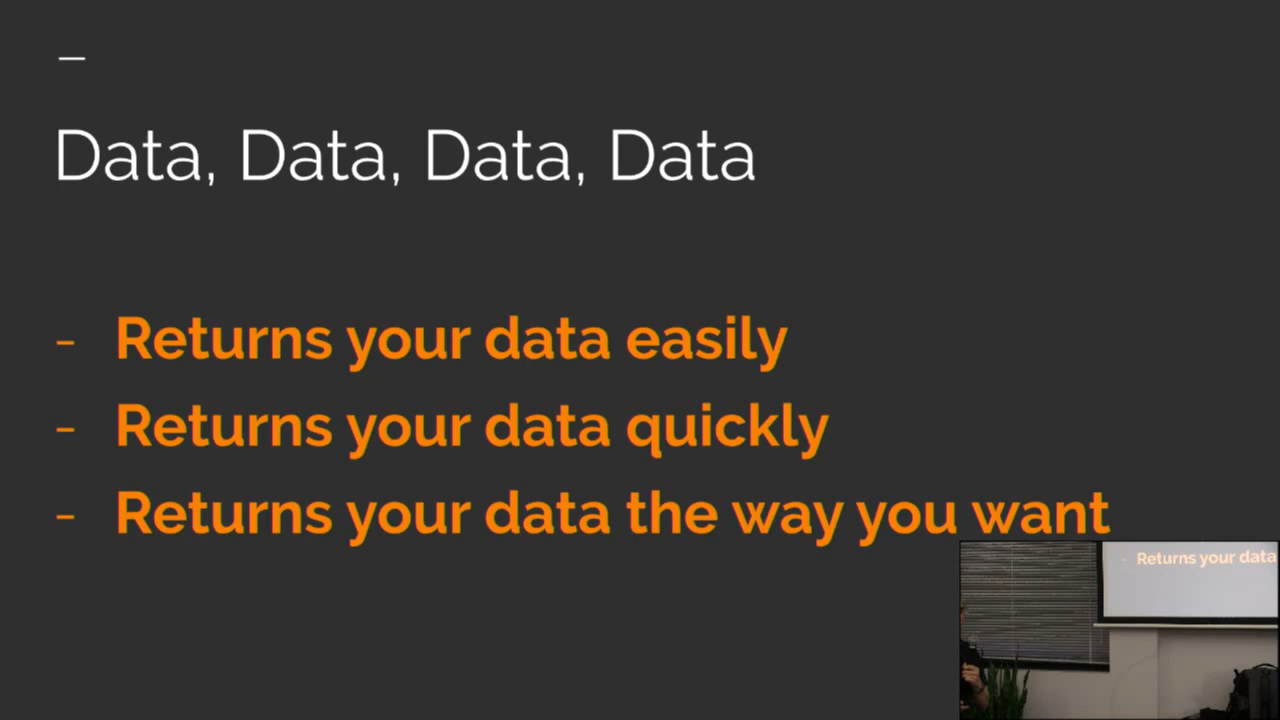 Data, Data, Data, Data
- Returns your data easily
- Returns your data quickly
- Returns your data the way you want
- Returns your data